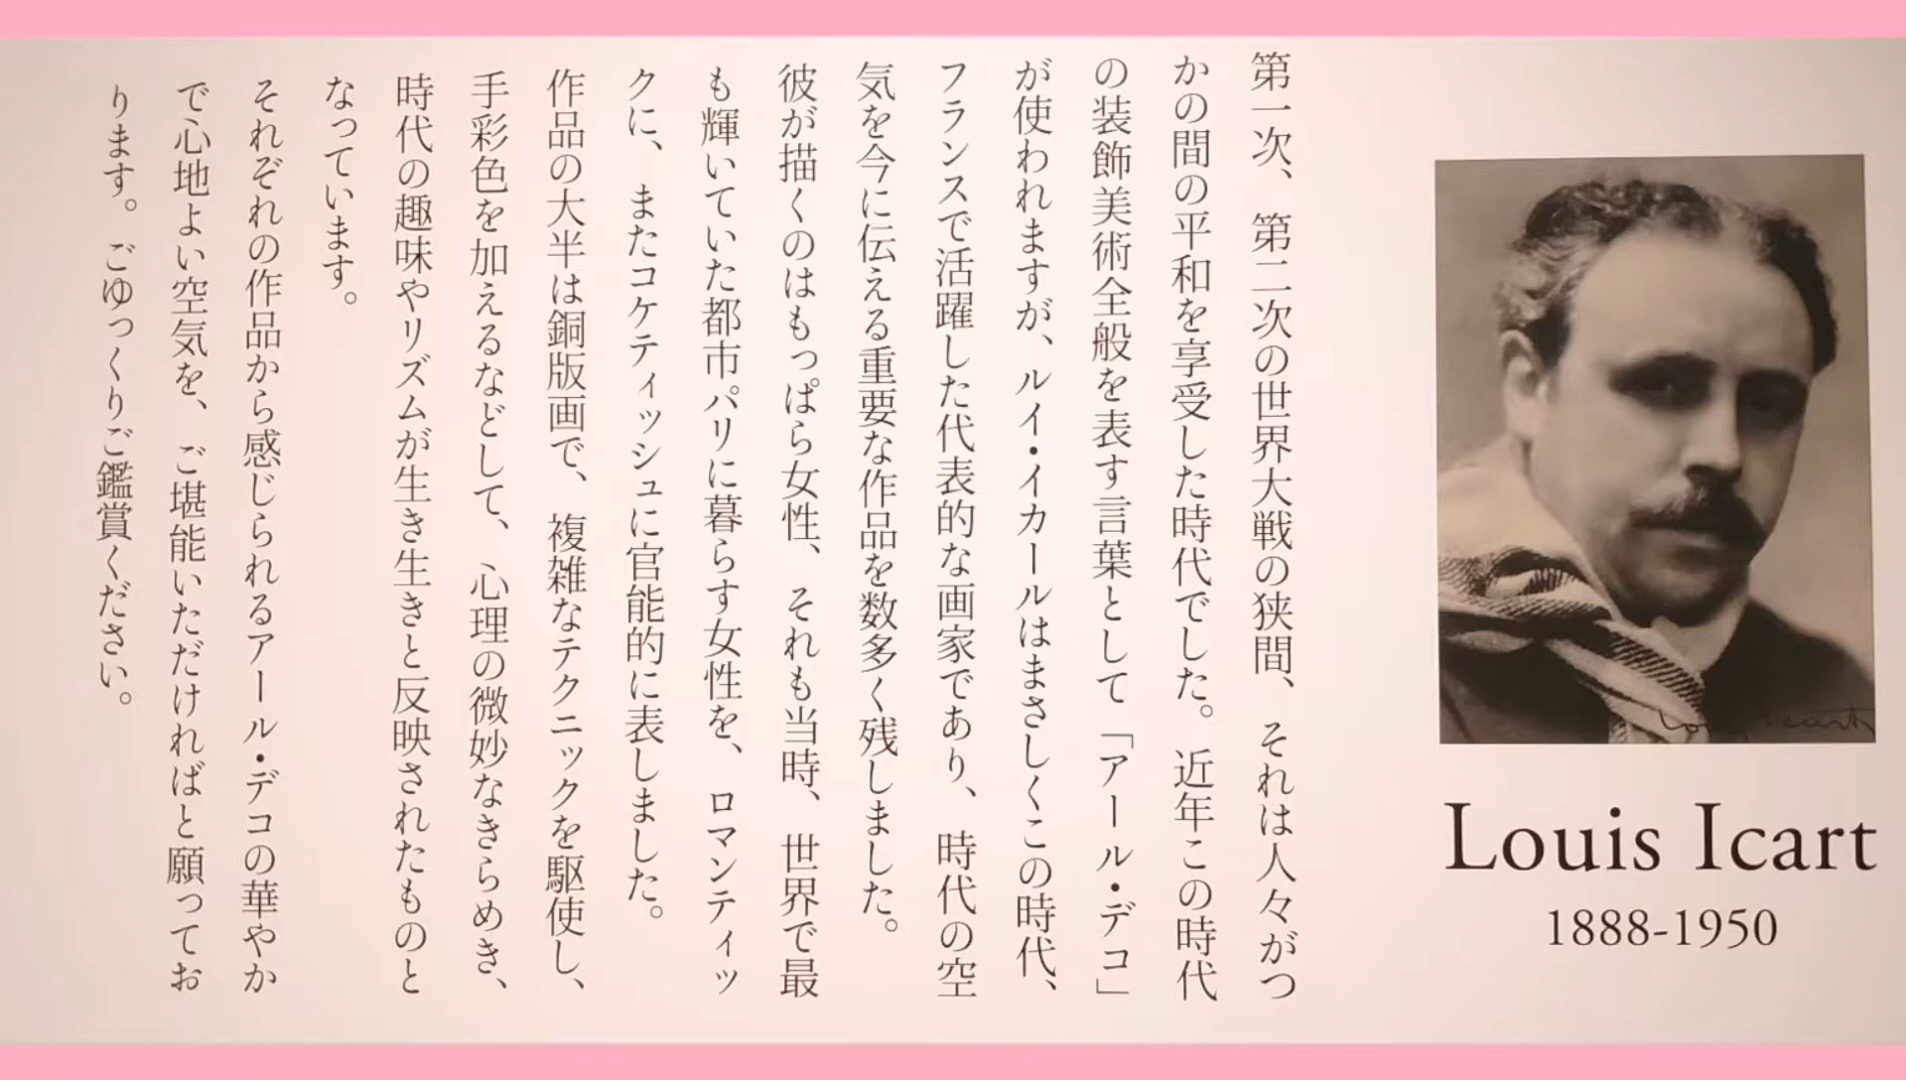 第一次、第二次の世界大戦の狭間、それは人々がつ
かの間の平和を享受した時代でした。近年この時代
の装飾美術全般を表す言葉として「アール・デコ」
が使われますが、ルイ・イカールはまさしくこの時代、
フランスで活躍した代表的な画家であり、時代の空
気を今に伝える重要な作品を数多く残しました。
彼が描くのはもっぱら女性、それも当時、世界で最
も輝いていた都市パリに暮らす女性を、ロマンティッ
クに、またコケティッシュに官能的に表しました。
作品の大半は銅版画で、複雑なテクニックを駆使し、
手彩色を加えるなどして、心理の微妙なきらめき、
時代の趣味やリズムが生き生きと反映されたものと
なっています。
それぞれの作品から感じられるアール・デコの華やか
で心地よい空気を、ご堪能いただければと願ってお
ります。ごゆっくりご鑑賞ください。
Louis Icart
Louis Icart
1888-1950